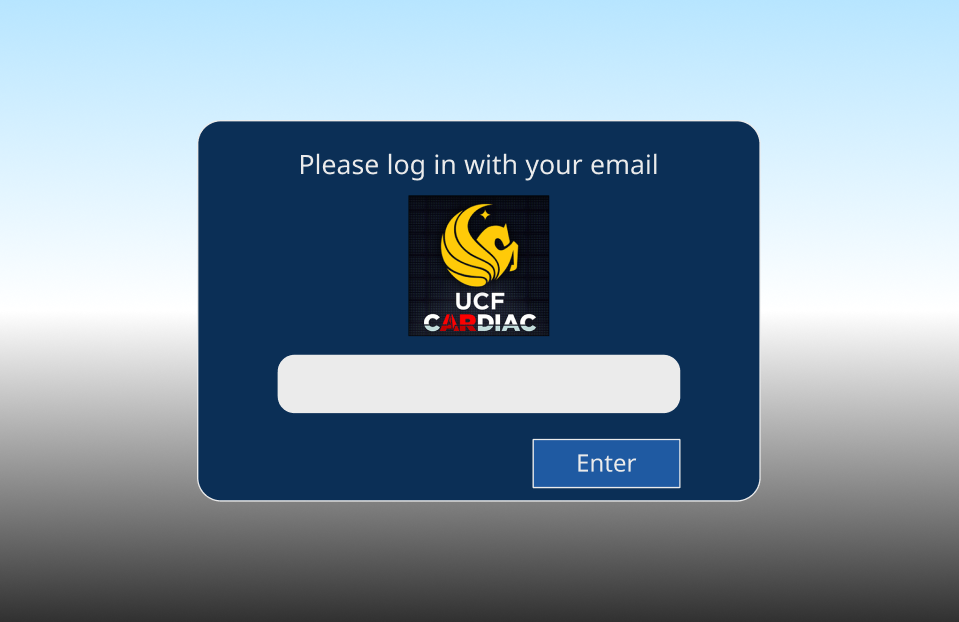 Please log in with your email
UCF
CARDIAC
Enter